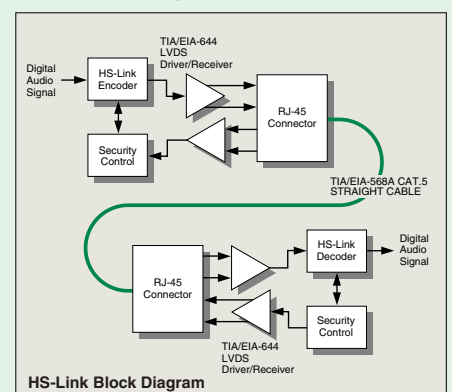 TIA/EIA-644
LVDS
Driver/Receiver
Digital
Audio
Signal
HS-Link
Encoder
RJ-45
Connector
Security
Control
TIA/EIA-568A CAT.5
STRAIGHT CABLE
RJ-45
Connector
HS-Link
Decoder
Digital
Audio
Signal
Security
Control
TIA/EIA-644
LVDS
Driver/Receiver
HS-Link Block Diagram